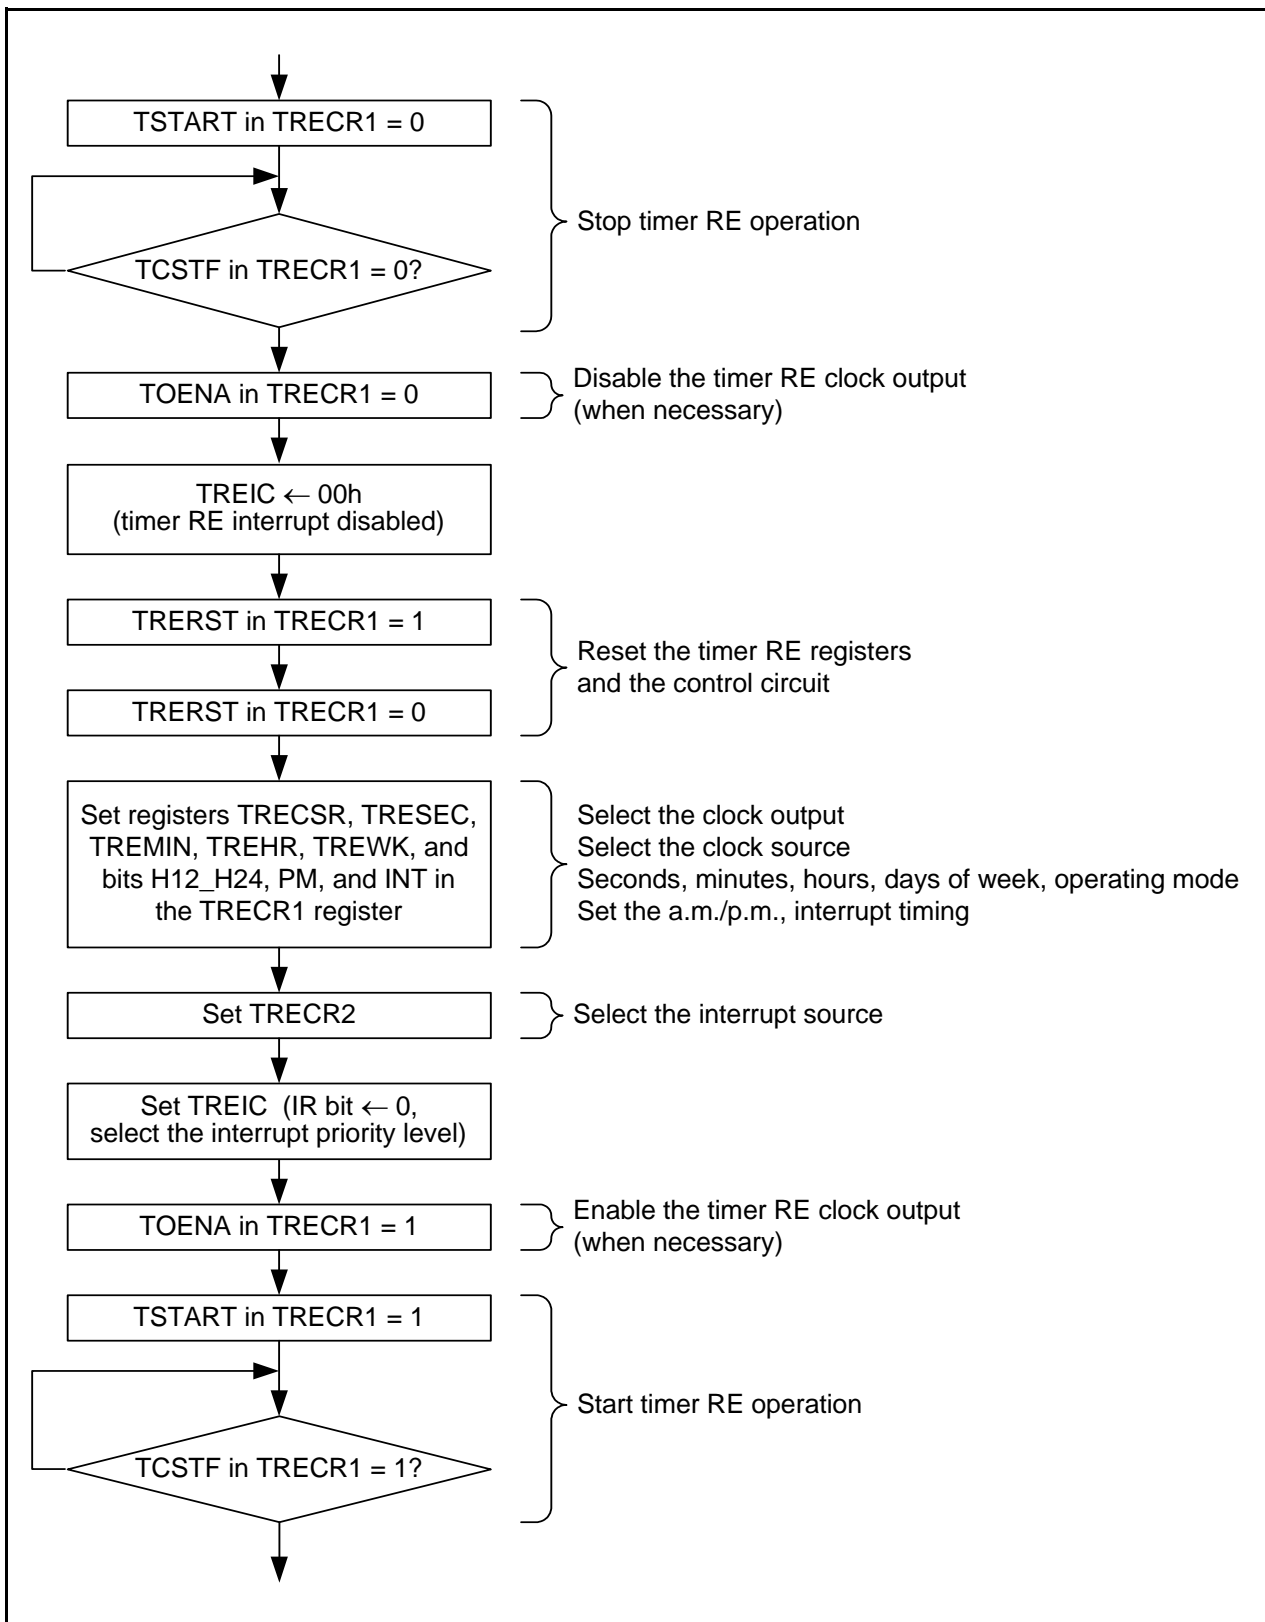 TSTART in TRECR1 = 0
TCSTF in TRECR1 = 0?
Stop timer RE operation
TOENA in TRECR1 = 0
Disable the timer RE clock output
(when necessary)
TREIC ← 00h
(timer RE interrupt disabled)
TRERST in TRECR1 = 1
TRERST in TRECR1 = 0
Reset the timer RE registers
and the control circuit
Set registers TRECSR, TRESEC,
TREMIN, TREHR, TREWK, and
bits H12_H24, PM, and INT in
the TRECR1 register
Select the clock output
Select the clock source
Seconds, minutes, hours, days of week, operating mode
Set the a.m./p.m., interrupt timing
Set TRECR2
Select the interrupt source
Set TREIC (IR bit ← 0,
select the interrupt priority level)
TOENA in TRECR1 = 1
Enable the timer RE clock output
(when necessary)
TSTART in TRECR1 = 1
TCSTF in TRECR1 = 1?
Start timer RE operation